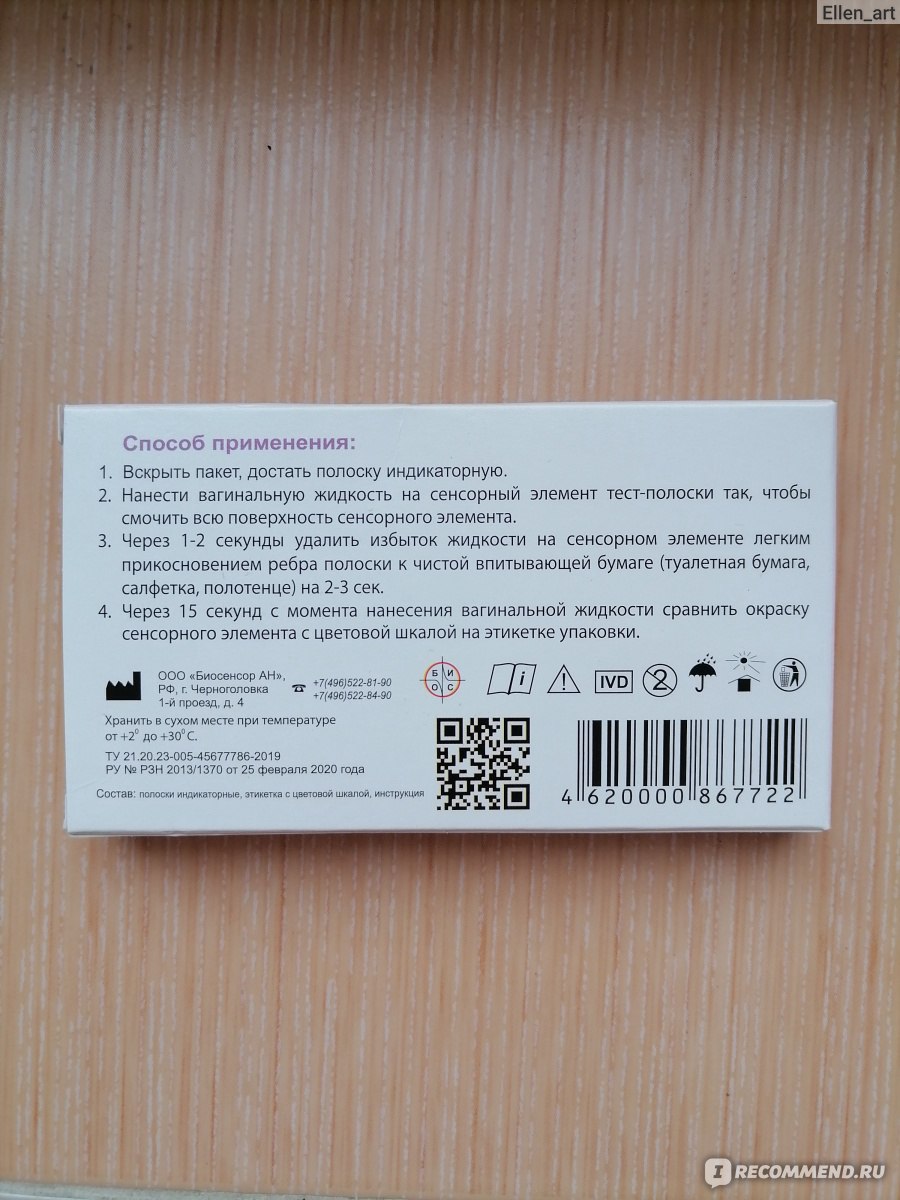 Ellen_art
Способ применения:
1. Вскрыть пакет, достать полоску индикаторную.
2. Нанести вагинальную жидкость на сенсорный элемент тест-полоски так, чтобы
смочить всю поверхность сенсорного элемента.
3. Через 1-2 секунды удалить избыток жидкости на сенсорном элементе легким
прикосновением ребра полоски к чистой впитывающей бумаге (туалетная бумага,
салфетка, полотенце) на 2-3 сек.
4. Через 15 секунд с момента нанесения вагинальной жидкости сравнить окраску
сенсорного элемента с цветовой шкалой на этикетке упаковки.
ООО «Биосенсор АН»,
РФ, г. Черноголовка
1-й проезд, д. 4
+7(496)522-81-90
+7(496)522-84-90
Б И
О С
i
IVD
2
Хранить в сухом месте при температуре
от +2⁰ до +30⁰ С.
ТУ 21.20.23-005-45677786-2019
РУ № РЗН 2013/1370 от 25 февраля 2020 года
Состав: полоски индикаторные, этикетка с цветовой шкалой, инструкция
4 620000 867722
I RECOMMEND.RU